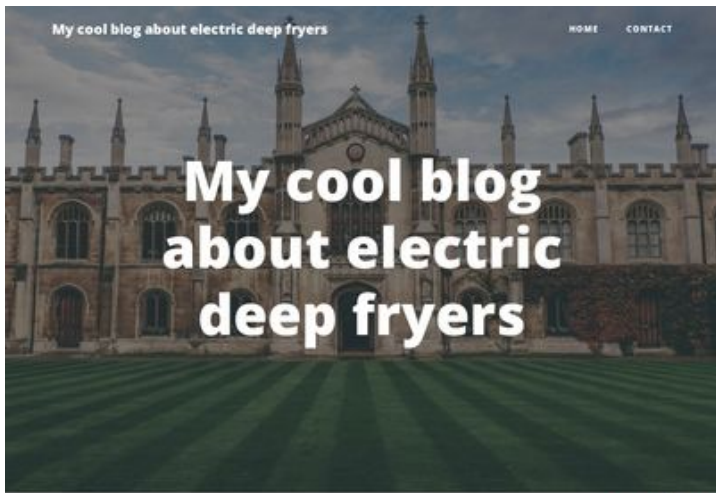 My cool blog about electric deep fryers
HOME CONTACT
My cool blog
about electric
deep fryers